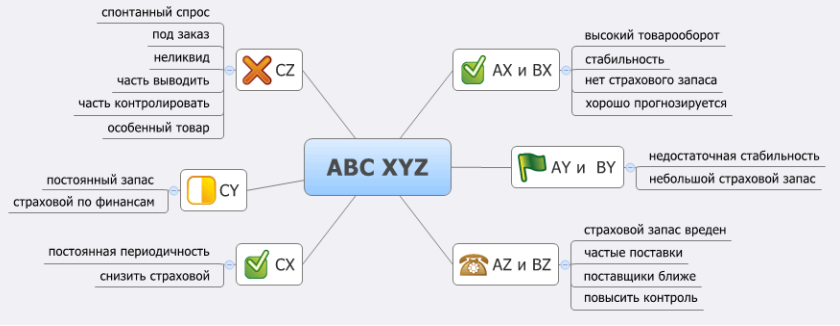 спонтанный спрос
под заказ
неликвид
часть выводить
часть контролировать
особенный товар
CZ
постоянный запас
страховой по финансам
CY
постоянная периодичность
снизить страховой
CX
ABC XYZ
AX и BX
высокий товарооборот
стабильность
нет страхового запаса
хорошо прогнозируется
AY и BY
недостаточная стабильность
небольшой страховой запас
AZ и BZ
страховой запас вреден
частые поставки
поставщики ближе
повысить контроль